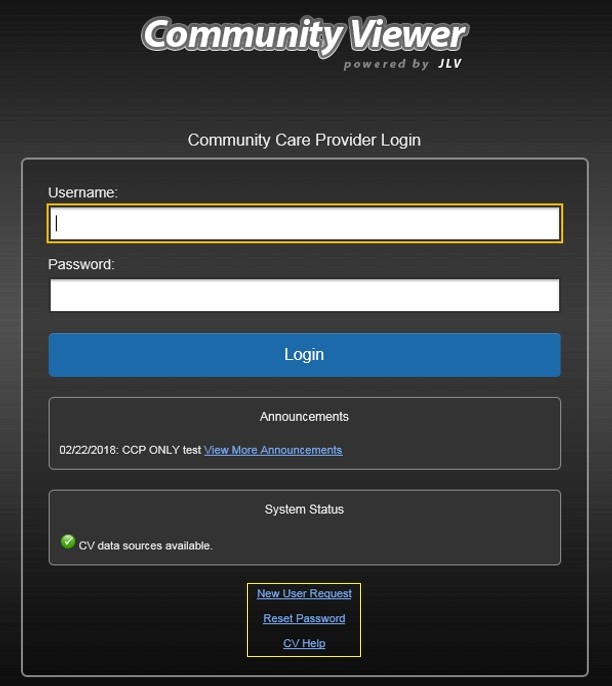 Community Viewer
powered by JLV
Community Care Provider Login
Username:
Password:
Login
Announcements
02/22/2018: CCP ONLY test View More Announcements
System Status
CV data sources available.
New User Request
Reset Password
CV Help